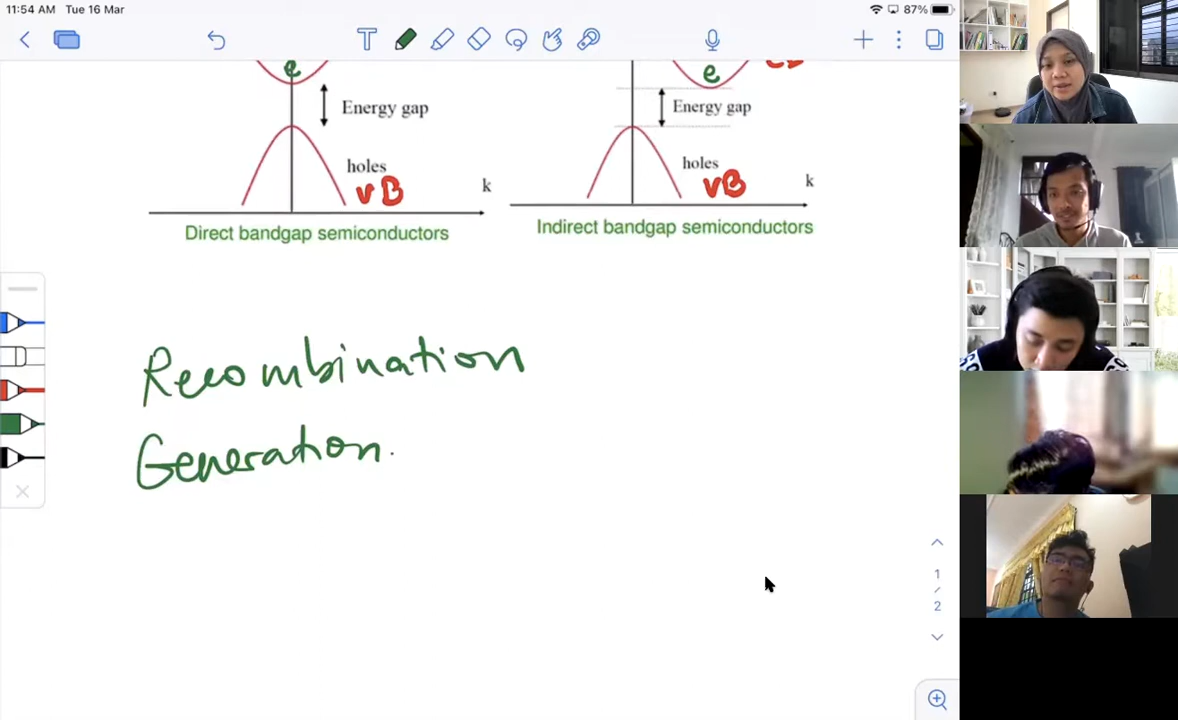 11:54 AM Tue 16 Mar
87%
T
e
e
Energy gap
Energy gap
holes
holes
VB
k
VB
k
Direct bandgap semiconductors
Indirect bandgap semiconductors
Recombination
Generation.
1
/
2